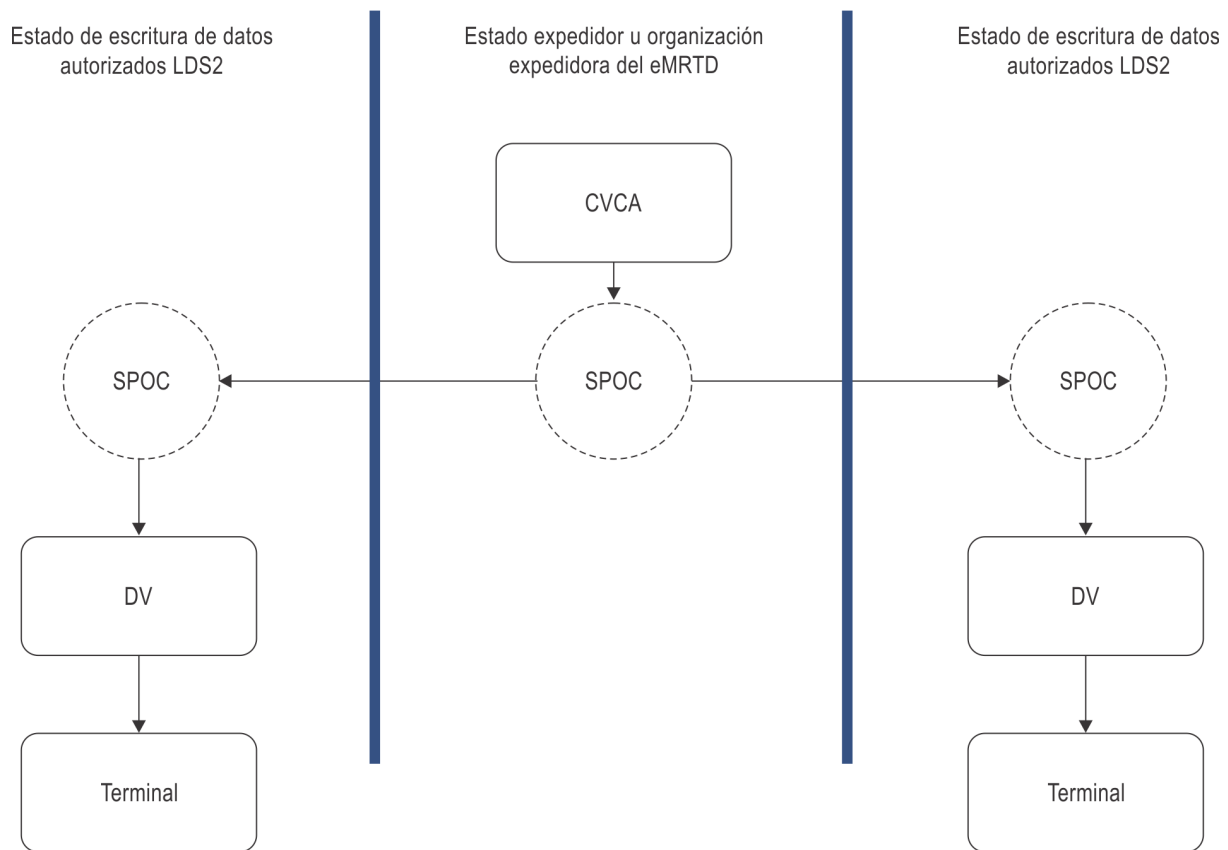 Estado de escritura de datos
autorizados LDS2
Estado expedidor u organización
expedidora del eMRTD
Estado de escritura de datos
autorizados LDS2
CVCA
SPOC
SPOC
SPOC
DV
DV
Terminal
Terminal